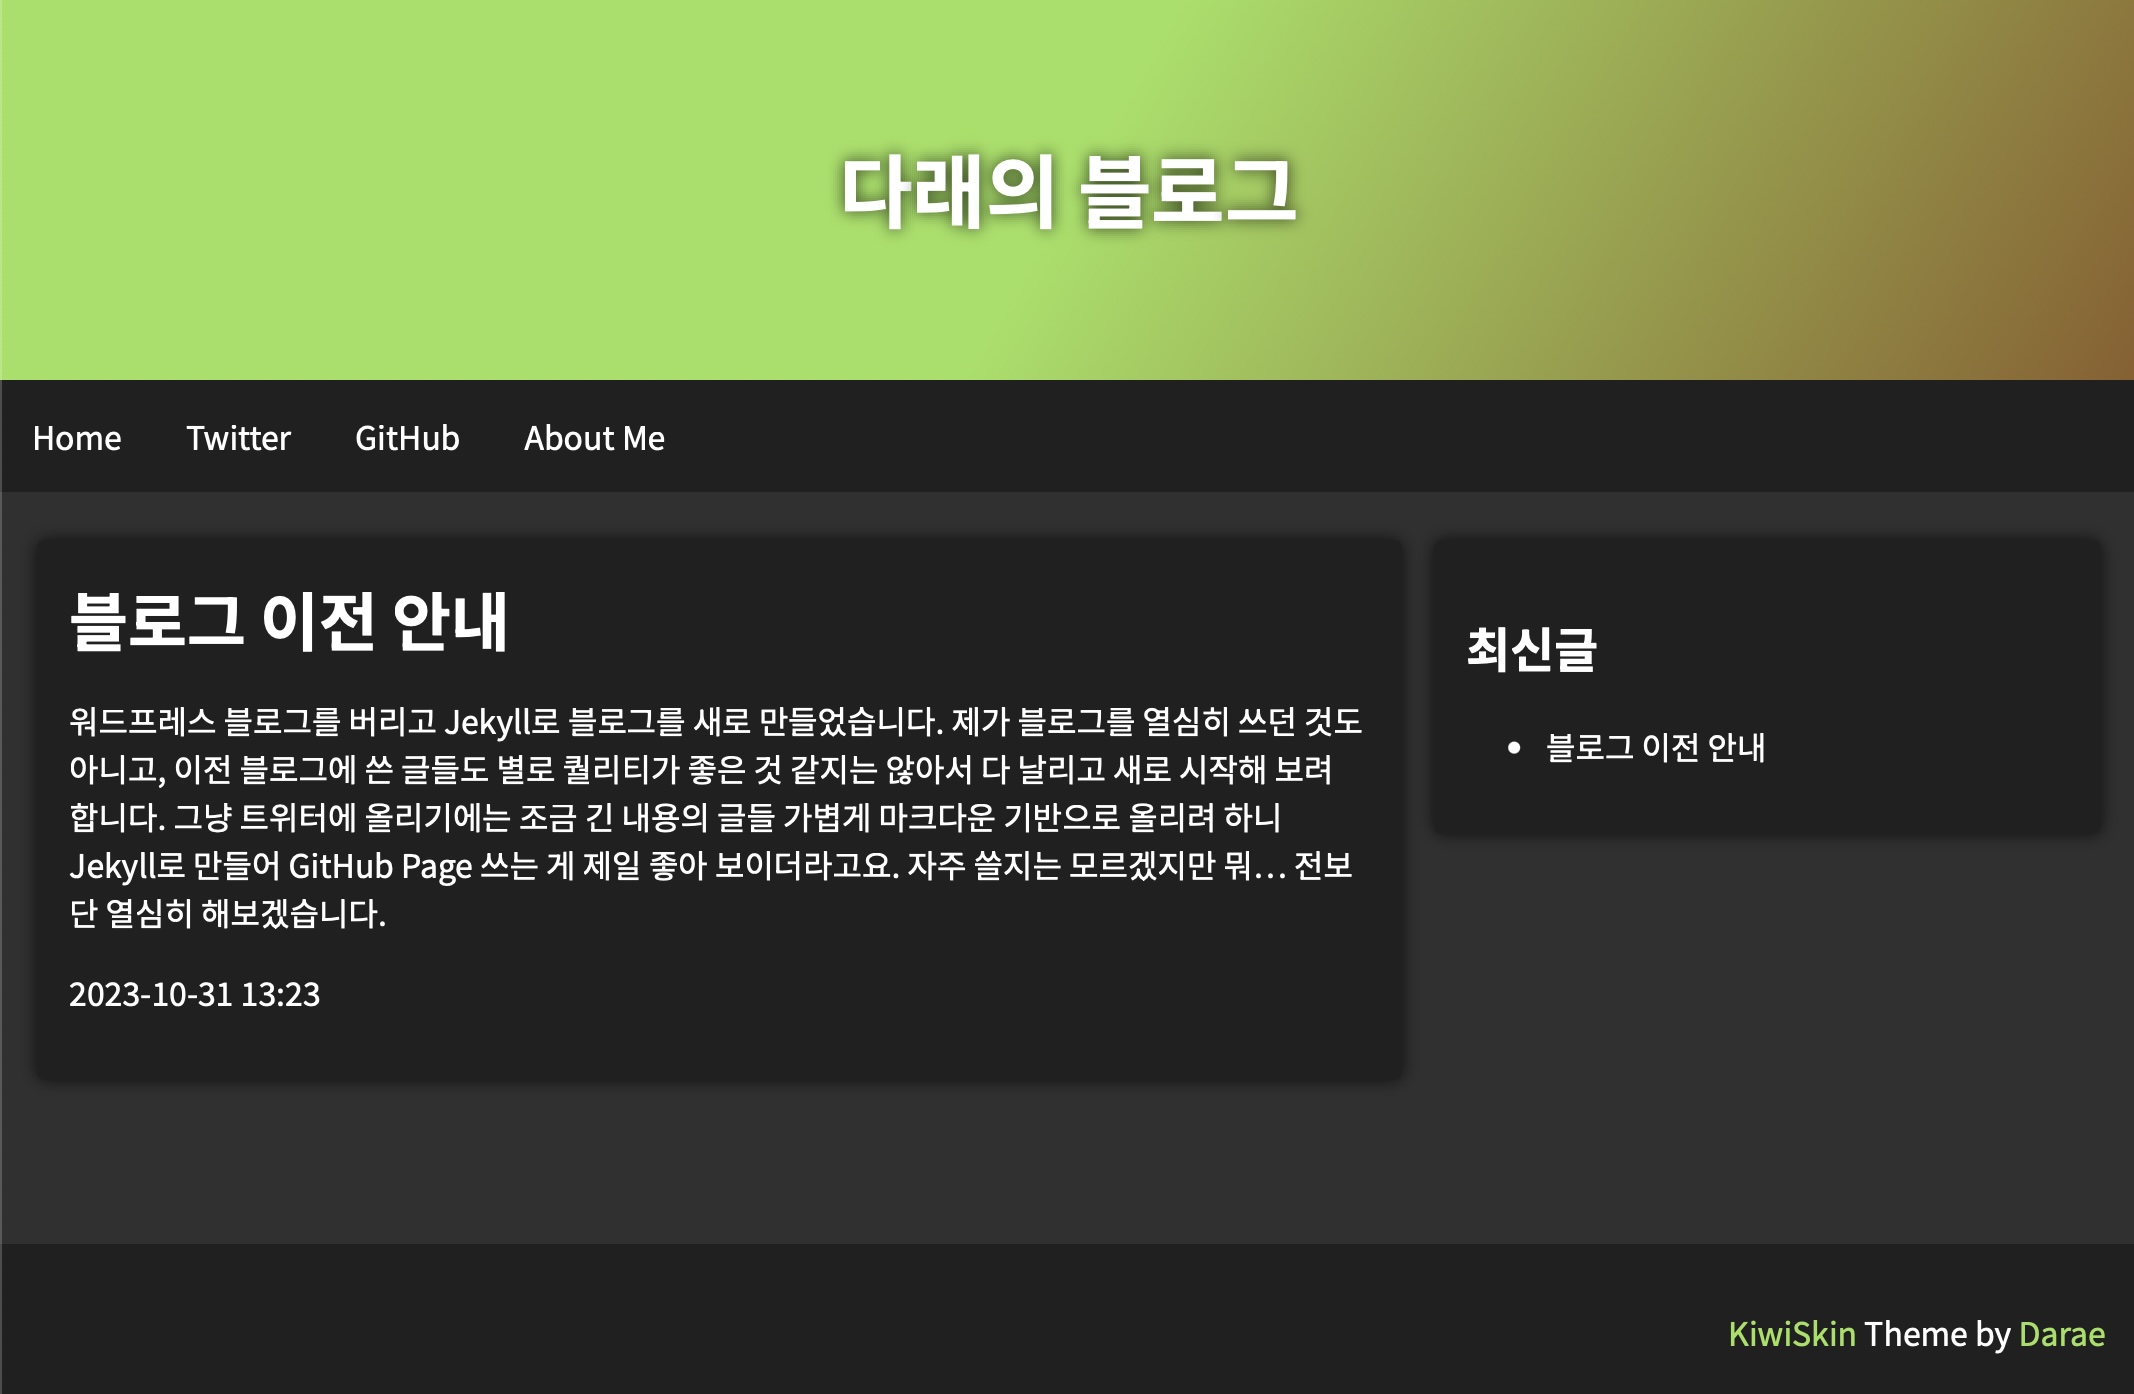 다래의 블로그
Home Twitter GitHub About Me
블로그 이전 안내
워드프레스 블로그를 버리고 Jekyll로 블로그를 새로 만들었습니다. 제가 블로그를 열심히 쓰던 것도
아니고, 이전 블로그에 쓴 글들도 별로 퀄리티가 좋은 것 같지는 않아서 다 날리고 새로 시작해 보려
합니다. 그냥 트위터에 올리기에는 조금 긴 내용의 글들 가볍게 마크다운 기반으로 올리려 하니
Jekyll로 만들어 GitHub Page 쓰는 게 제일 좋아 보이더라고요. 자주 쓸지는 모르겠지만 뭐… 전보
단 열심히 해보겠습니다.
2023-10-31 13:23
최신글
블로그 이전 안내
KiwiSkin Theme by Darae